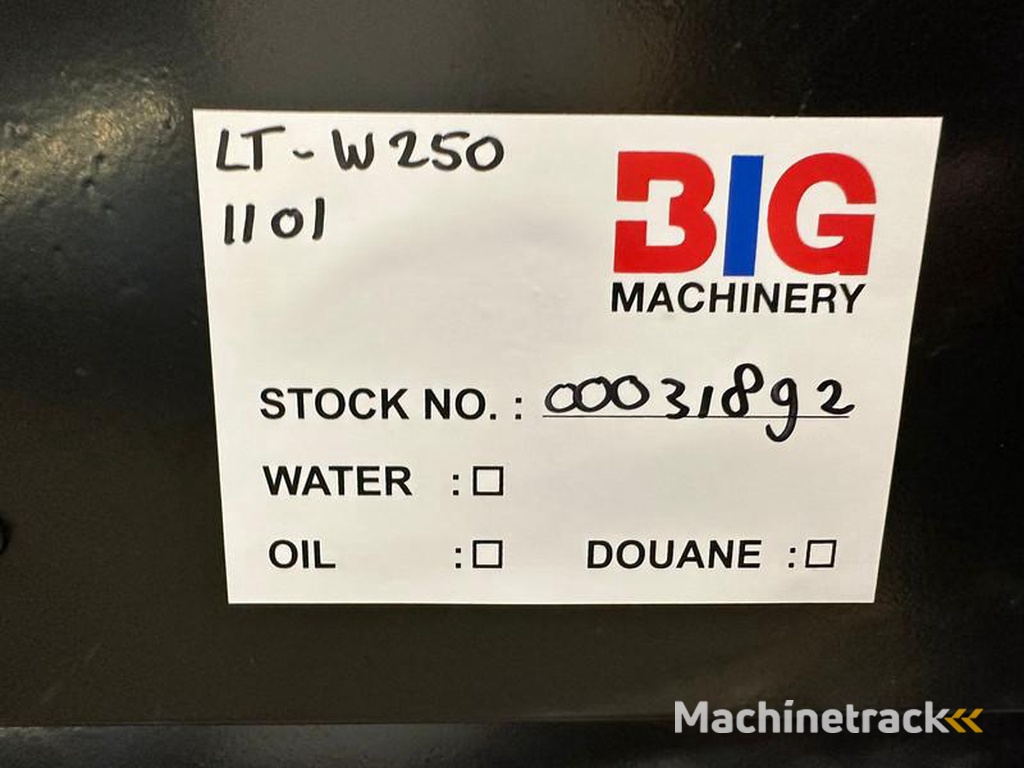 LT-W250
1101
BIG
MACHINERY
STOCK NO. : 00031892
WATER : □
OIL : □ DOUANE : □
Machinetrack